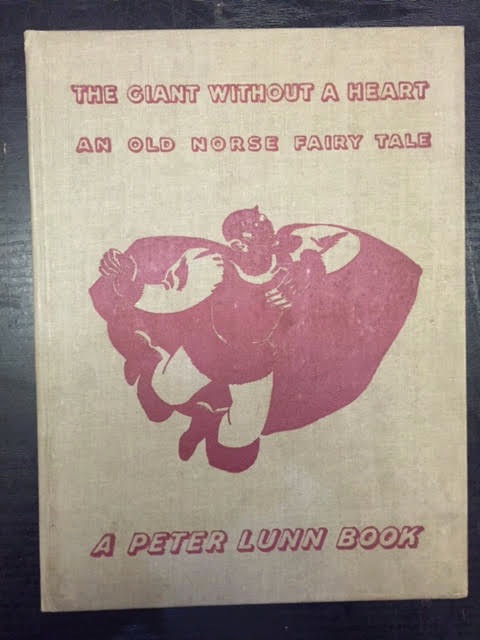 THE GIANT WITHOUT A HEART
AN OLD NORSE FAIRY TALE
A PETER LUNN BOOK